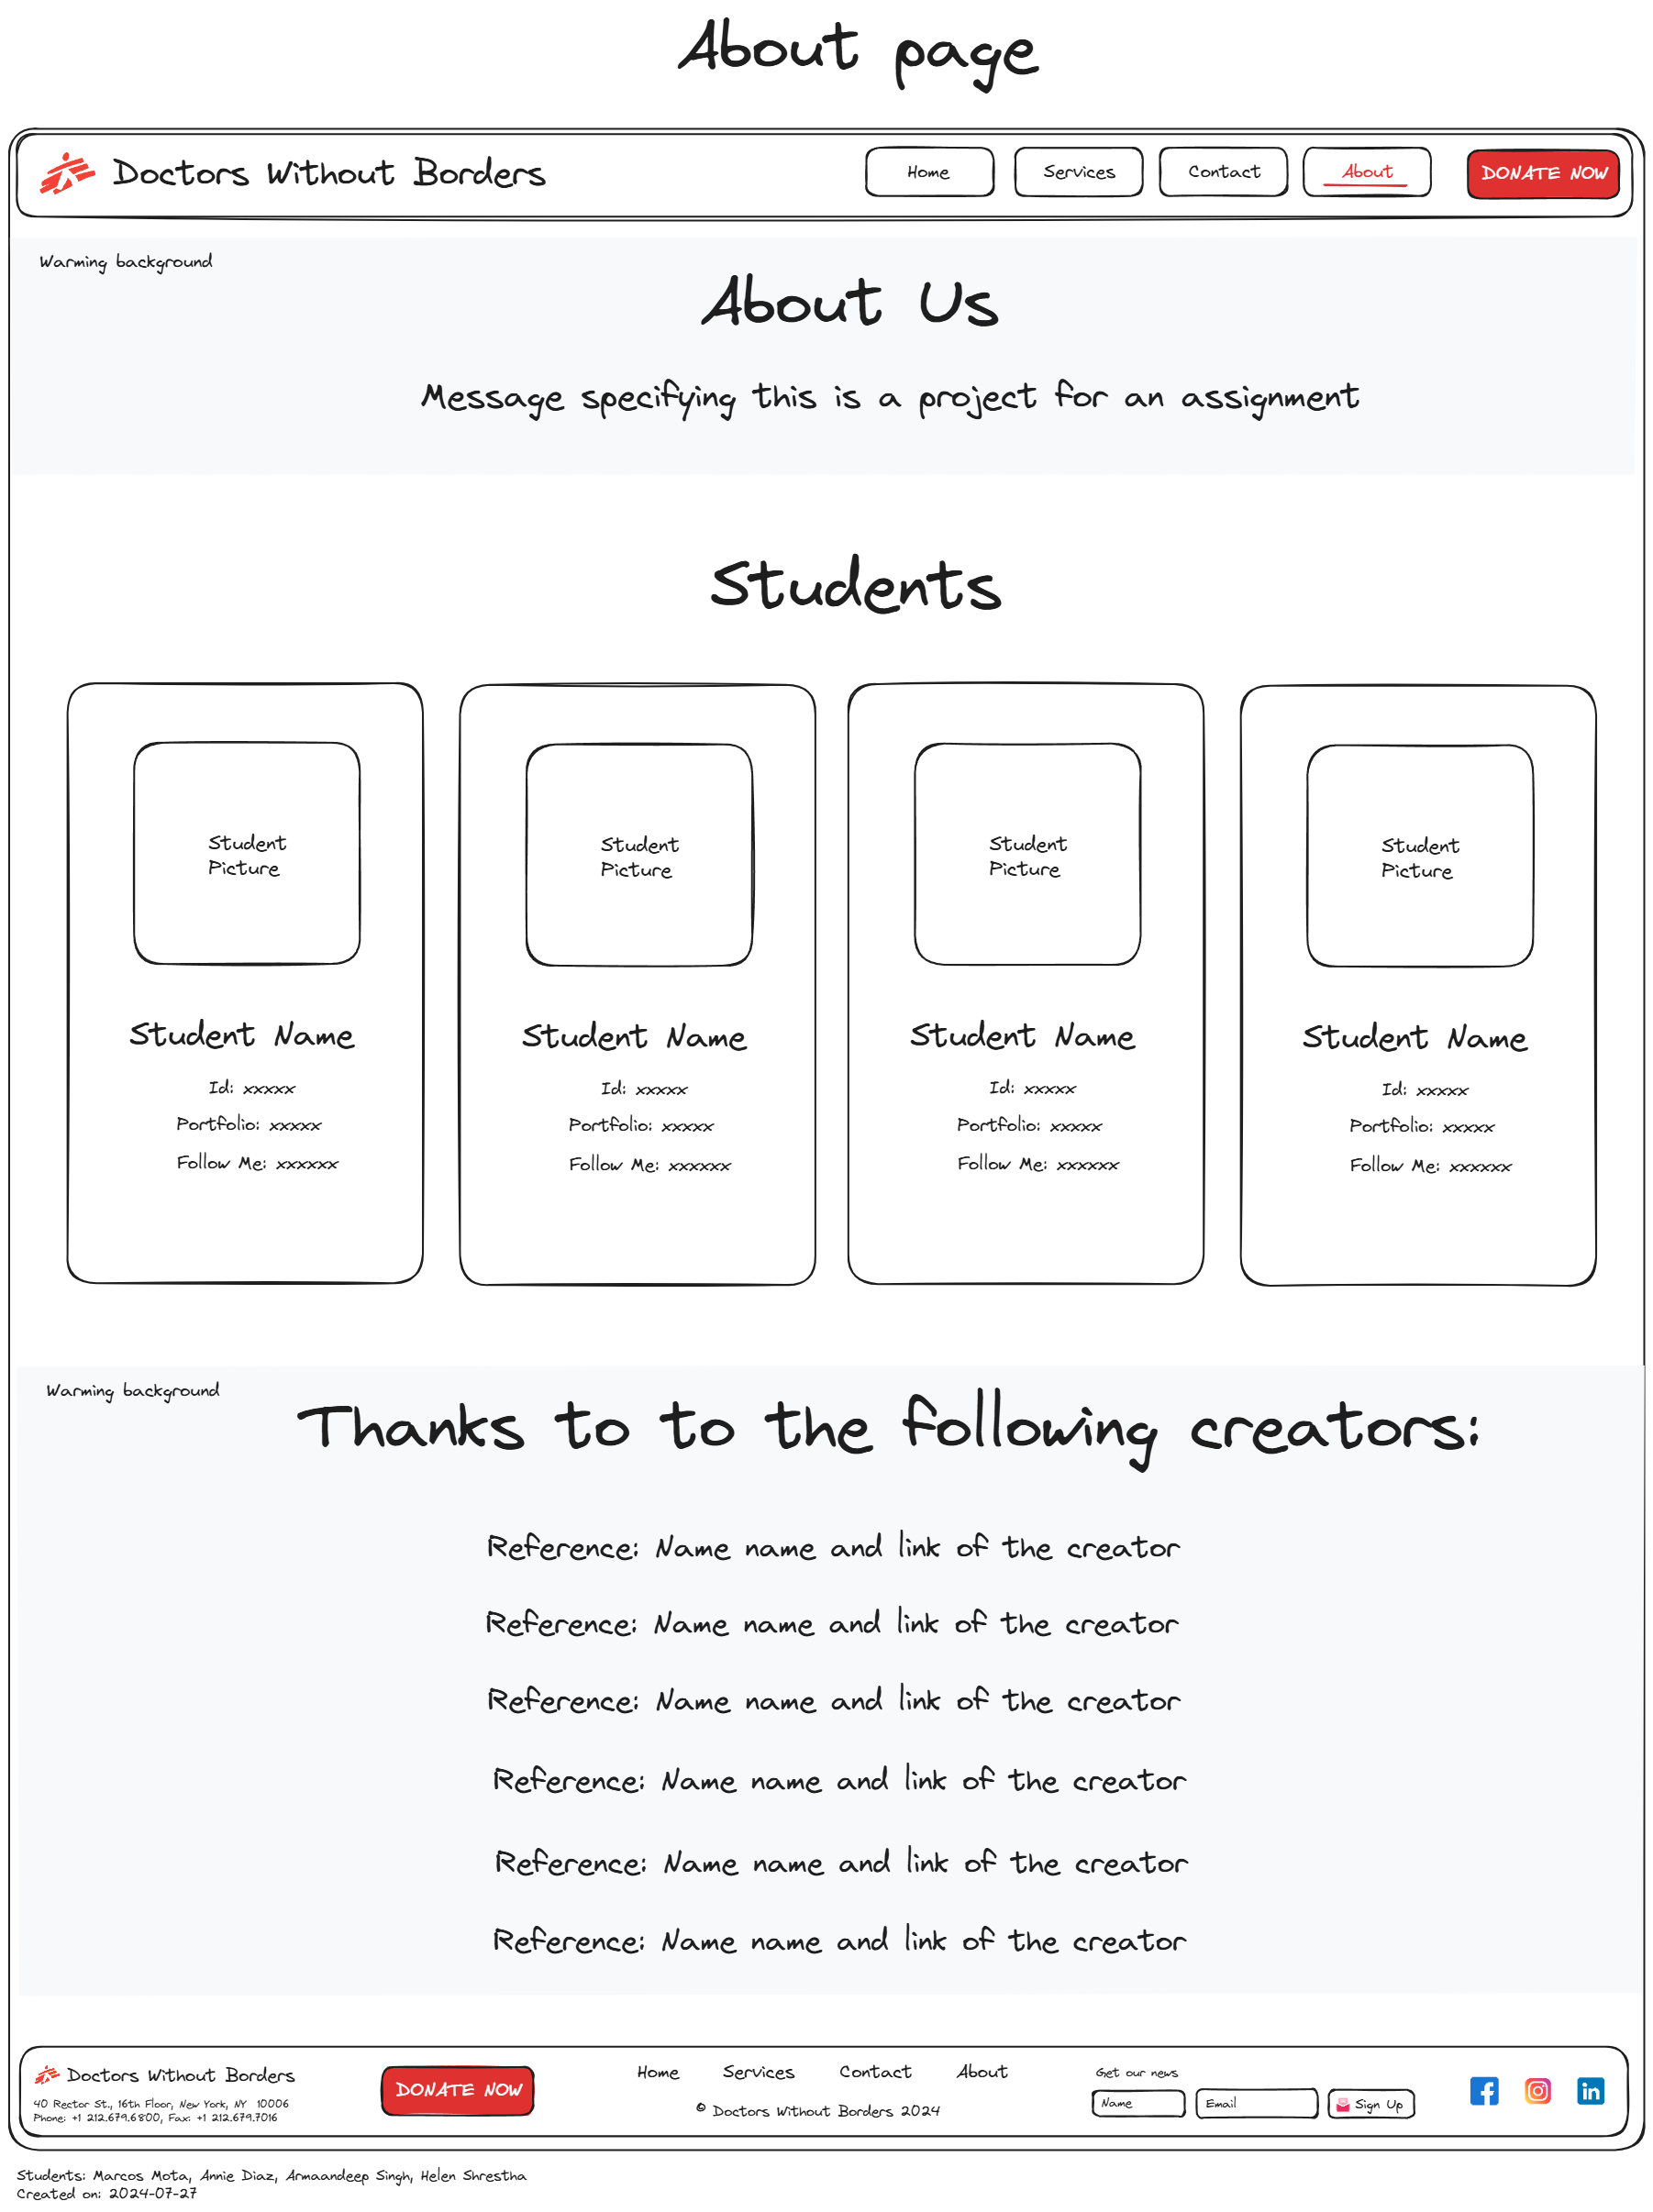 About page
Doctors Without Borders
Home
Services
Contact
About
DONATE NOW
Warming background
About Us
Message specifying this is a project for an assignment
Students
Student
Picture
Student Name
Id: xxxxx
Portfolio: xxxxx
Follow Me: xxxxxx
Student
Picture
Student Name
Id: xxxxx
Portfolio: xxxxx
Follow Me: xxxxxx
Student
Picture
Student Name
Id: xxxxx
Portfolio: xxxxx
Follow Me: xxxxxx
Student
Picture
Student Name
Id: xxxxx
Portfolio: xxxxx
Follow Me: xxxxxx
Warming background
Thanks to to the following creators:
Reference: Name name and link of the creator
Reference: Name name and link of the creator
Reference: Name name and link of the creator
Reference: Name name and link of the creator
Reference: Name name and link of the creator
Reference: Name name and link of the creator
Doctors Without Borders
40 Rector St., 16th Floor, New York, NY 10006
Phone: +1 212.679.6800, Fax: +1 212.679.7016
DONATE NOW
Home
Services
Contact
About
© Doctors Without Borders 2024
Get our news
Name
Email
Sign Up
Students: Marcos Mota, Annie Diaz, Armaandeep Singh, Helen Shrestha
Created on: 2024-07-27